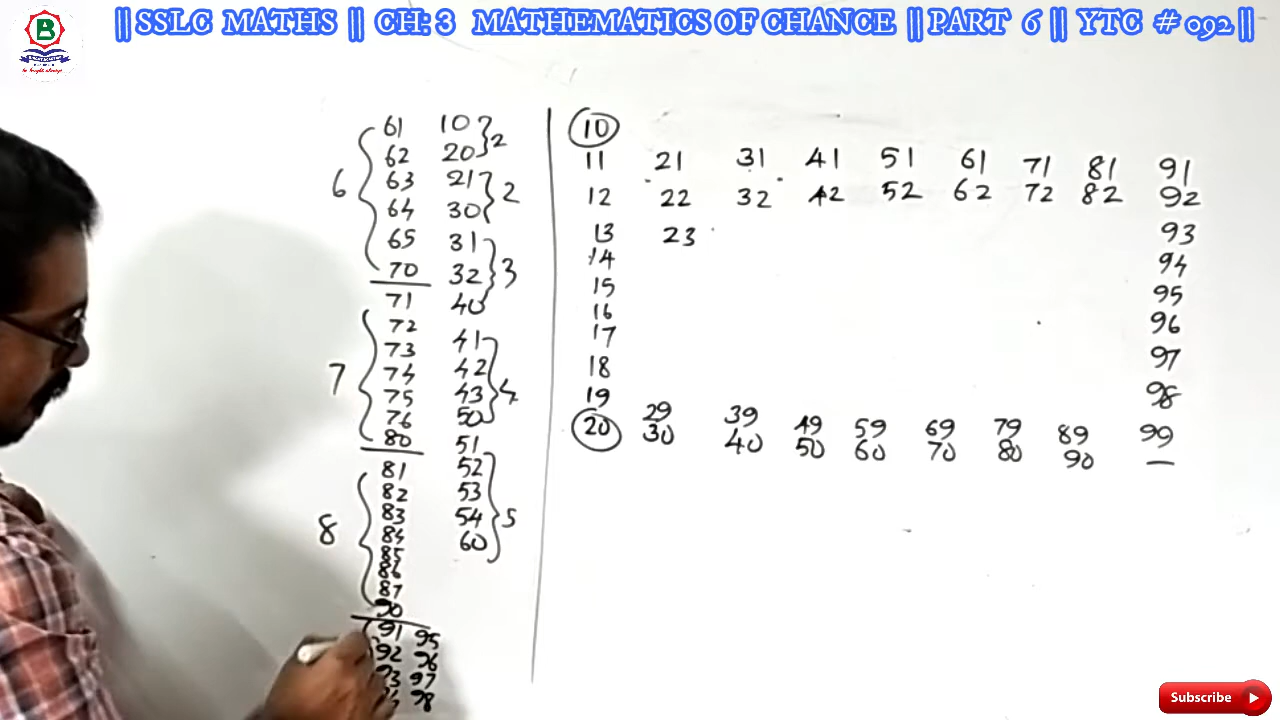 || SSLC MATHS || CH: 3 MATHEMATICS OF CHANCE || PART 6 || YTC # 092 ||
B
61 10 } 2
62 20
6 63 21 } 2
64 30
65 31 } 3
70 32
71 40
72
73 41 } 4
7 74 42
75 43
76 50
80 51
81 52 } 5
82 53
8 83 54
84 60
85
86
87
90
91 95
92 96
93 97
98
10
11 21 31 41 51 61 71 81 91
12 22 32 42 52 62 72 82 92
13 23 93
14 94
15 95
16 96
17 97
18 98
19 29 39 49 59 69 79 89 99
20 30 40 50 60 70 80 90 —
Subscribe